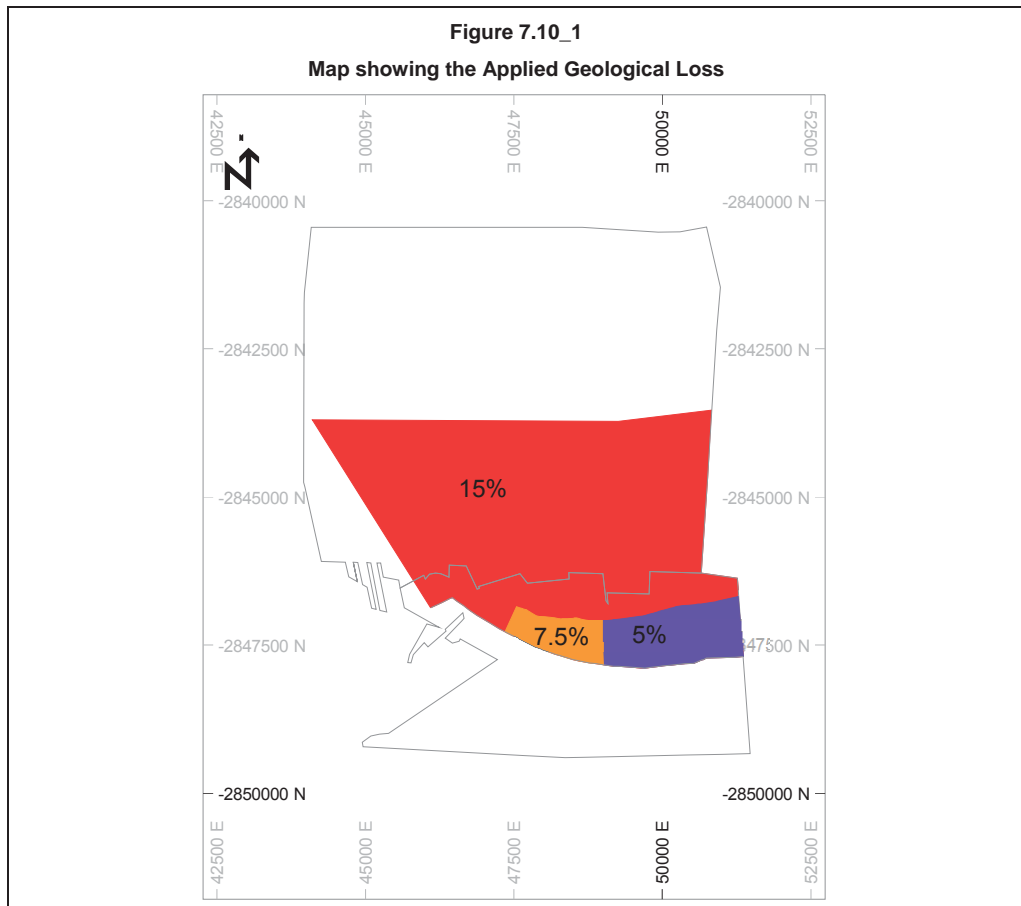 Figure 7.10_1
Map showing the Applied Geological Loss
42500 E
45000 E
47500 E
50000 E
52500 E
N
-2840000 N
-2840000 N
-2842500 N
-2842500 N
15%
-2845000 N
-2845000 N
7.5%
5%
-2847500 N
-2850000 N
-2850000 N
42500 E
45000 E
47500 E
50000 E
52500 E